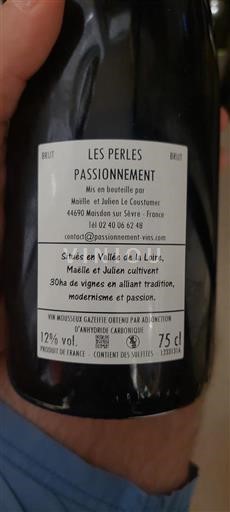 BRUT LES PERLES BRUT
PASSIONNEMENT
Mis en bouteille par
Maëlle et Julien Le Coustumer
44690 Maisdon sur Sèvre - France
Tél 02 40 06 62 48
contact@passionnement-vins.com
Situés en Vallée de la Loire,
Maëlle et Julien cultivent
30ha de vignes en alliant tradition,
modernisme et passion.
VIN MOUSSEUX GAZEIFIE OBTENU PAR ADJONCTION
D'ANHYDRIDE CARBONIQUE
12% vol. 75 cl
PRODUIT DE FRANCE - CONTIENT DES SULFITES -
VINJOU